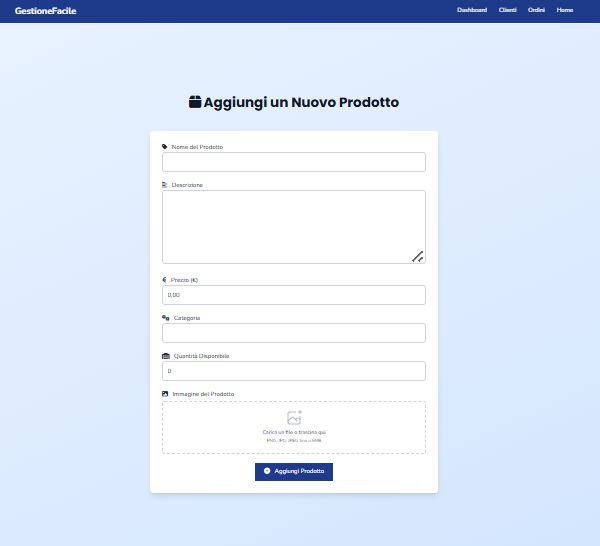 GestioneFacile
Dashboard Clienti Ordini Home
Aggiungi un Nuovo Prodotto
Nome del Prodotto
Descrizione
Prezzo (€)
0,00
Categoria
Quantità Disponibile
0
Immagine del Prodotto
Carica un file o trascina qui
PNG, JPG, JPEG fino a 5MB
Aggiungi Prodotto